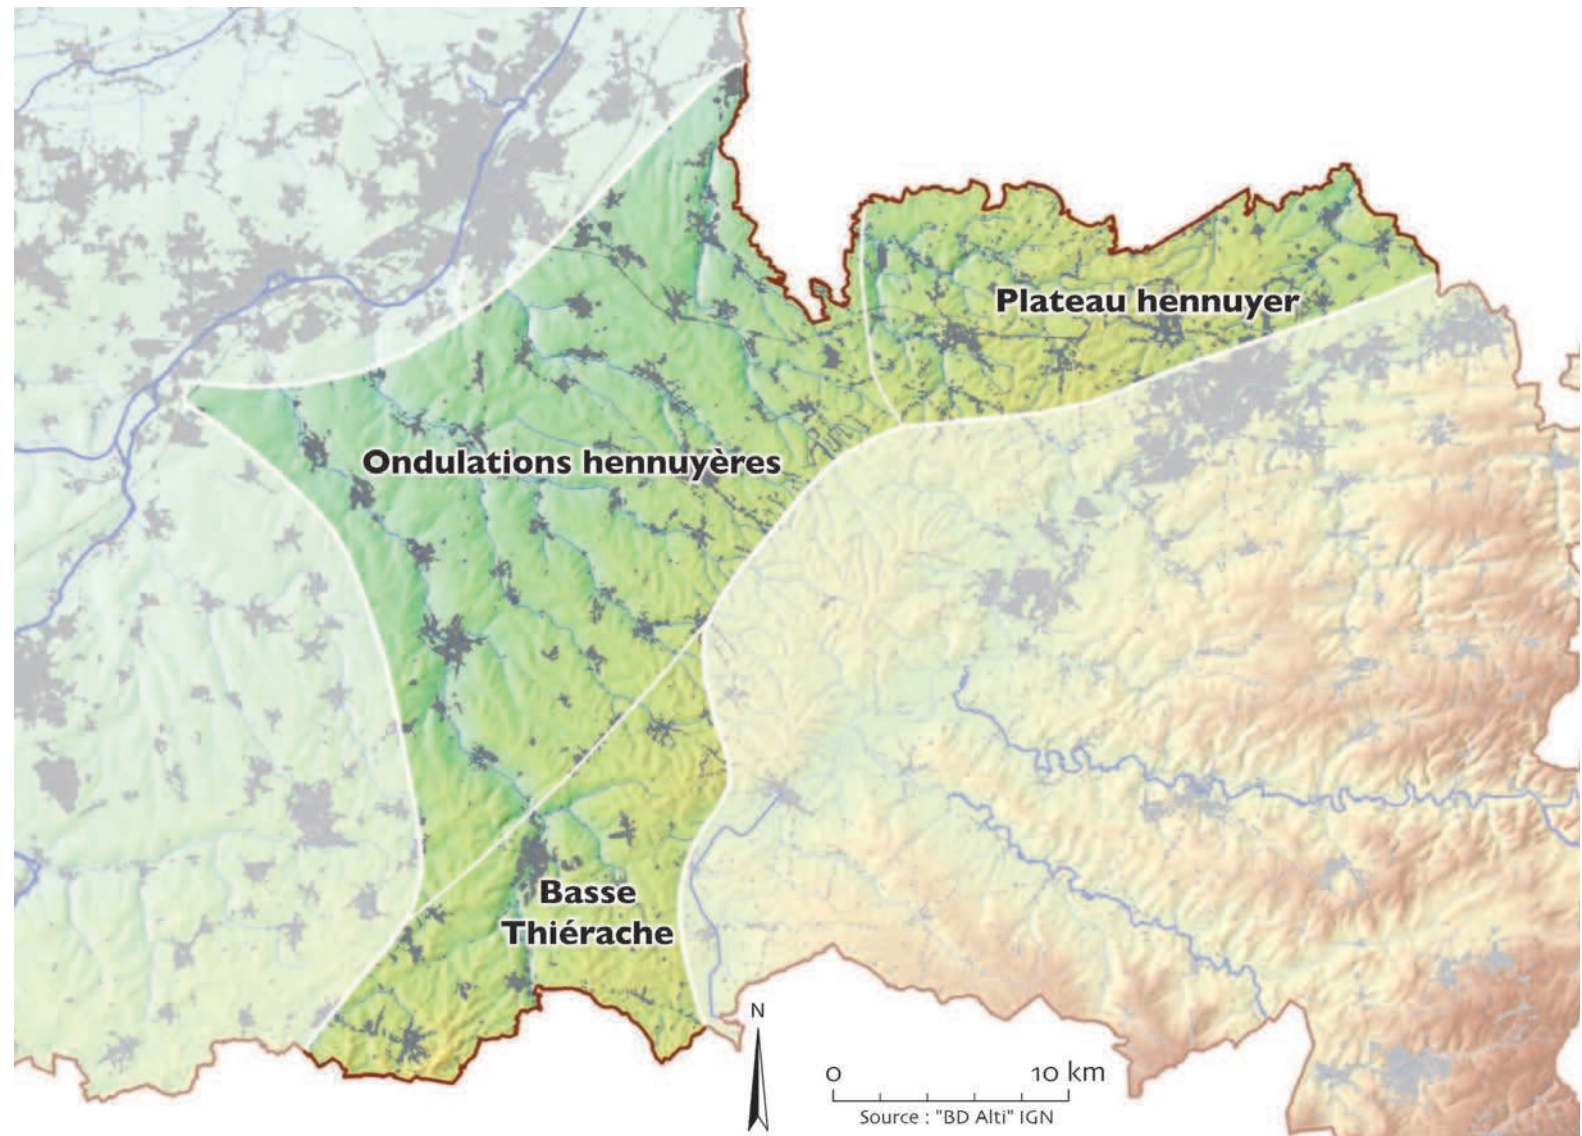 Plateau hennuyer
Ondulations hennuyères
Basse
Thiérache
N
0 10 km
Source : "BD Alti" IGN